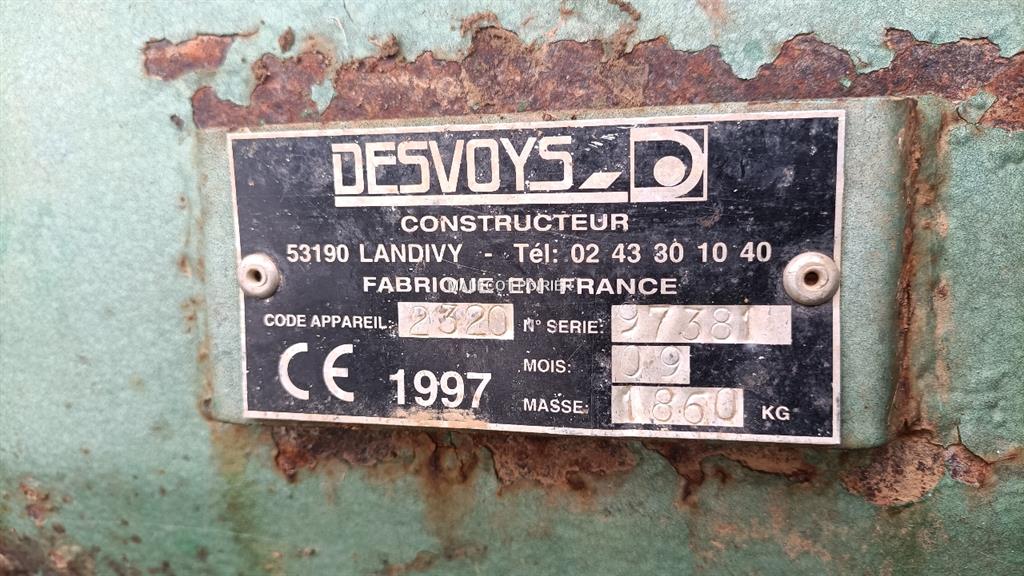 DESVOYS
CONSTRUCTEUR
53190 LANDIVY - Tél: 02 43 30 10 40
FABRIQUÉ EN FRANCE
CODE APPAREIL: 2320 N° SERIE: 97381
CE 1997 MOIS: 09
MASSE: 1860 KG